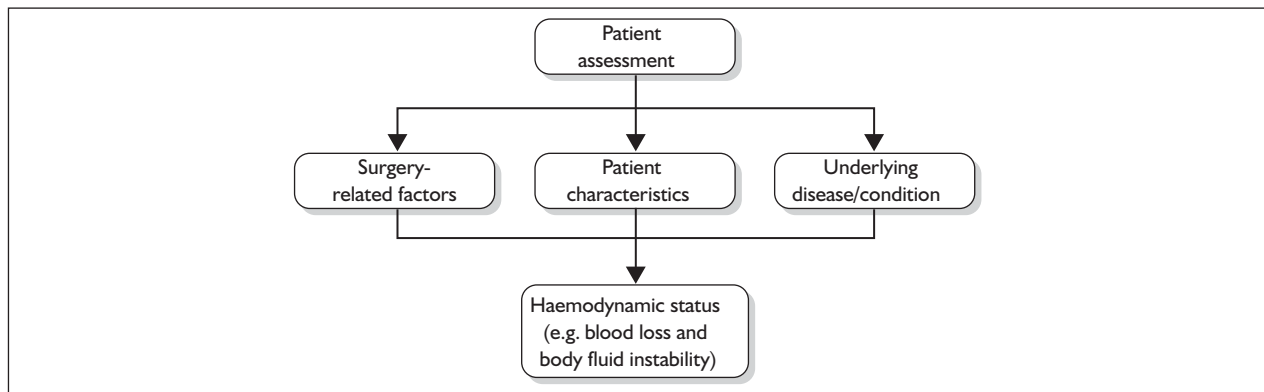 Patient
assessment
Surgery-
related factors
Patient
characteristics
Underlying
disease/condition
Haemodynamic status
(e.g. blood loss and
body fluid instability)